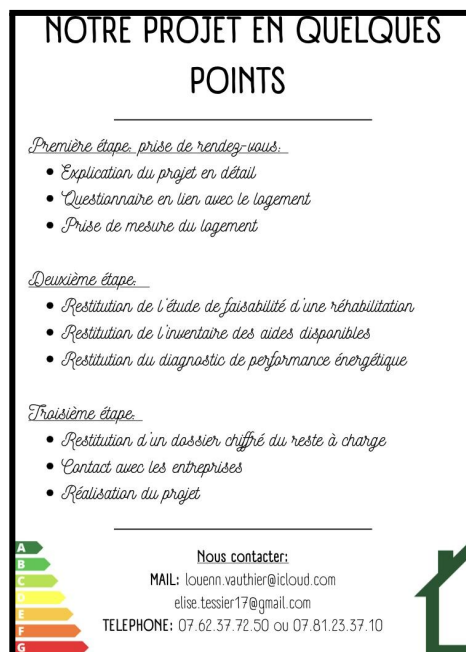 NOTRE PROJET EN QUELQUES
POINTS
Première étape: prise de rendez-vous:
• Explication du projet en détail
• Questionnaire en lien avec le logement
• Prise de mesure du logement
Deuxième étape:
• Restitution de l'étude de faisabilité d'une réhabilitation
• Restitution de l'inventaire des aides disponibles
• Restitution du diagnostic de performance énergétique
Troisième étape:
• Restitution d'un dossier chiffré du reste à charge
• Contact avec les entreprises
• Réalisation du projet
Nous contacter:
MAIL: louenn.vauthier@icloud.com
elise.tessier17@gmail.com
TELEPHONE: 07.62.37.72.50 ou 07.81.23.37.10
A
B
C
D
E
F
G